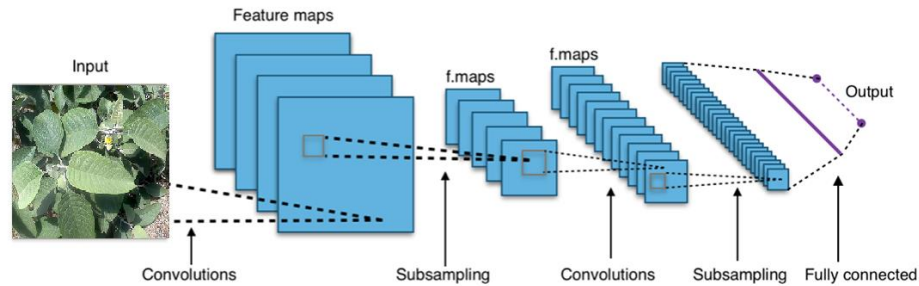 Feature maps
Input
f.maps
f.maps
Output
Convolutions
Subsampling
Convolutions
Subsampling
Fully connected